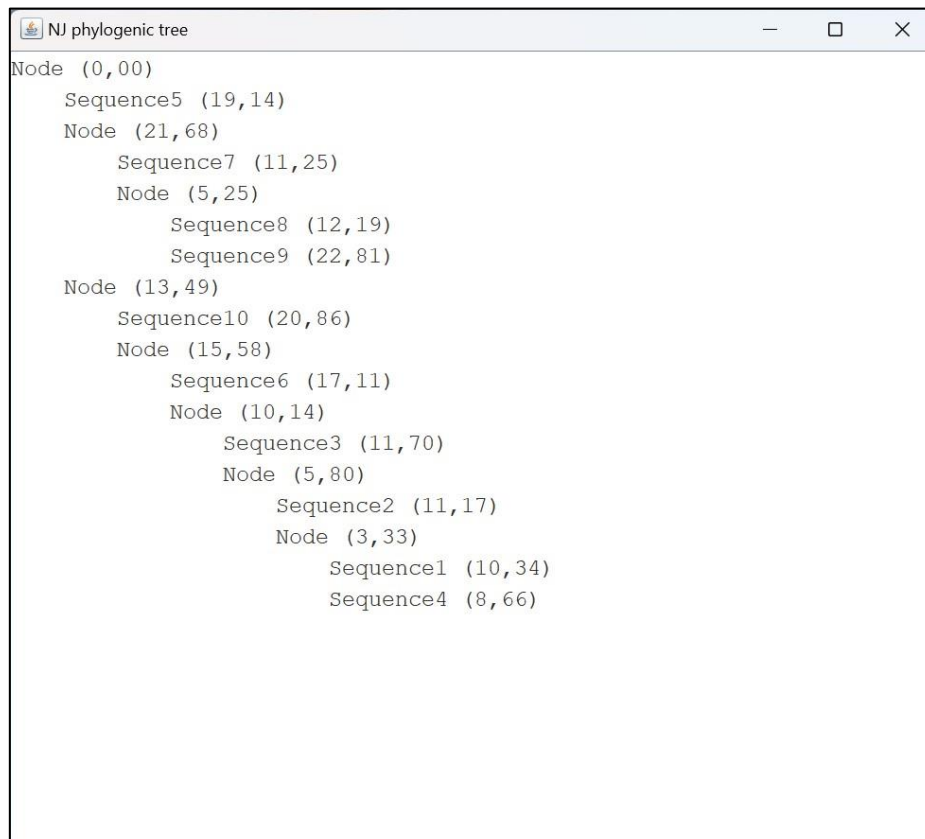 NJ phylogenic tree
Node (0,00)
Sequence5 (19,14)
Node (21,68)
Sequence7 (11,25)
Node (5,25)
Sequence8 (12,19)
Sequence9 (22,81)
Node (13,49)
Sequence10 (20,86)
Node (15,58)
Sequence6 (17,11)
Node (10,14)
Sequence3 (11,70)
Node (5,80)
Sequence2 (11,17)
Node (3,33)
Sequence1 (10,34)
Sequence4 (8,66)